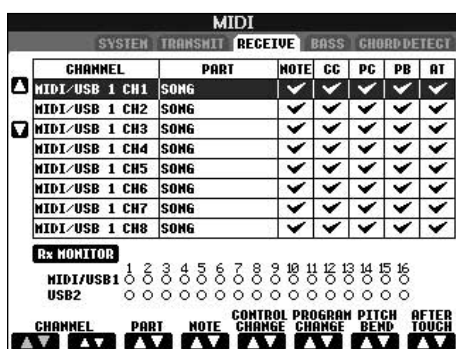 MIDI
SYSTEM TRANSMIT RECEIVE BASS CHORD DETECT
CHANNEL PART NOTE CC PC PB AT
MIDI/USB 1 CH1 SONG
MIDI/USB 1 CH2 SONG
MIDI/USB 1 CH3 SONG
MIDI/USB 1 CH4 SONG
MIDI/USB 1 CH5 SONG
MIDI/USB 1 CH6 SONG
MIDI/USB 1 CH7 SONG
MIDI/USB 1 CH8 SONG
Rx MONITOR
1 2 3 4 5 6 7 8 9 10 11 12 13 14 15 16
MIDI/USB1
USB2
CHANNEL PART NOTE CONTROL CHANGE PROGRAM CHANGE PITCH BEND AFTER TOUCH